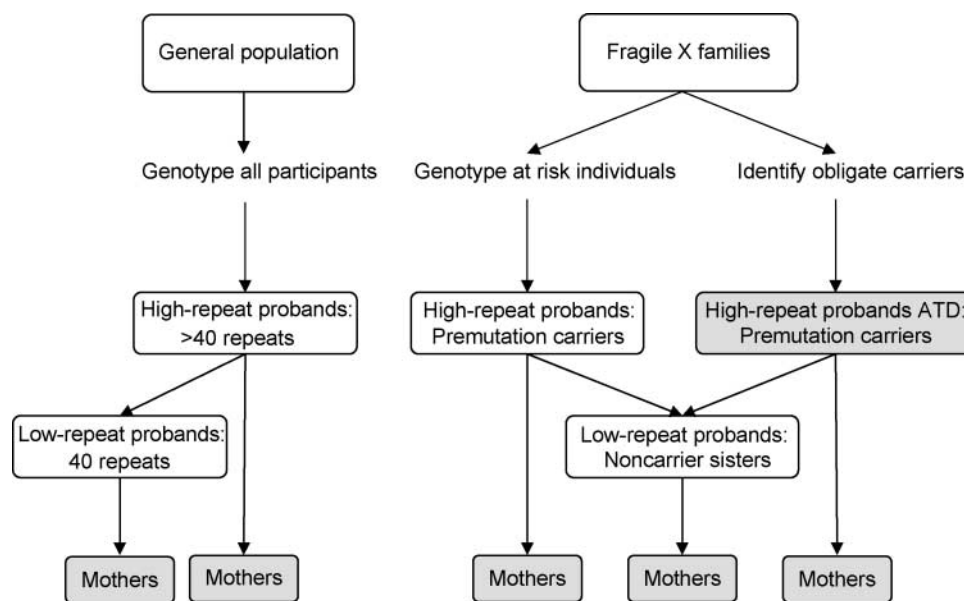 General population
Fragile X families
Genotype all participants
Genotype at risk individuals
Identify obligate carriers
High-repeat probands:
>40 repeats
High-repeat probands:
Premutation carriers
High-repeat probands ATD:
Premutation carriers
Low-repeat probands:
40 repeats
Low-repeat probands:
Noncarrier sisters
Mothers
Mothers
Mothers
Mothers
Mothers